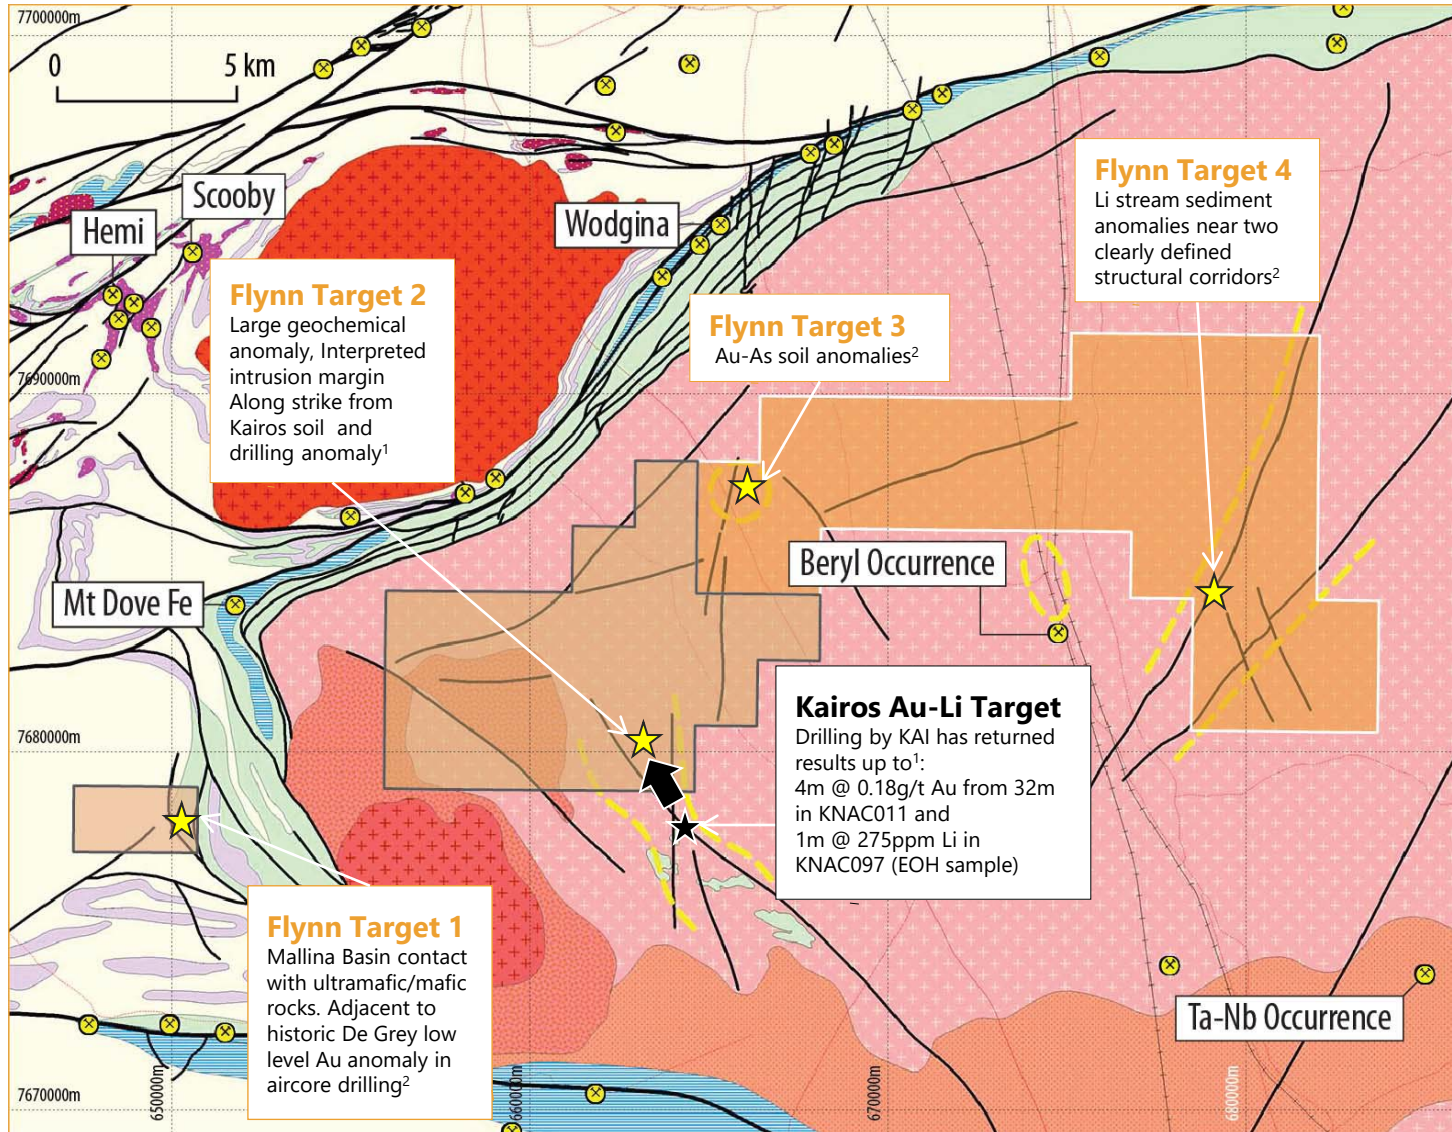 7700000m
0
5 km
Scooby
Hemi
Wodgina
Flynn Target 4
Li stream sediment
anomalies near two
clearly defined
structural corridors²
Flynn Target 2
Large geochemical
anomaly, Interpreted
intrusion margin
Along strike from
Kairos soil and
drilling anomaly¹
Flynn Target 3
Au-As soil anomalies²
7690000m
Beryl Occurrence
Mt Dove Fe
Kairos Au-Li Target
Drilling by KAI has returned
results up to¹:
4m @ 0.18g/t Au from 32m
in KNAC011 and
1m @ 275ppm Li in
KNAC097 (EOH sample)
7680000m
Flynn Target 1
Mallina Basin contact
with ultramafic/mafic
rocks. Adjacent to
historic De Grey low
level Au anomaly in
aircore drilling²
Ta-Nb Occurrence
7670000m
650000m
660000m
670000m
680000m